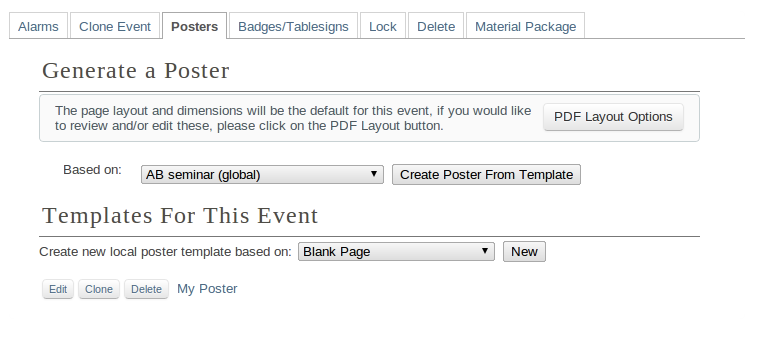 Alarms Clone Event Posters Badges/Tablesigns Lock Delete Material Package
Generate a Poster
The page layout and dimensions will be the default for this event, if you would like
to review and/or edit these, please click on the PDF Layout button.
PDF Layout Options
Based on: AB seminar (global) Create Poster From Template
Templates For This Event
Create new local poster template based on: Blank Page New
Edit Clone Delete My Poster